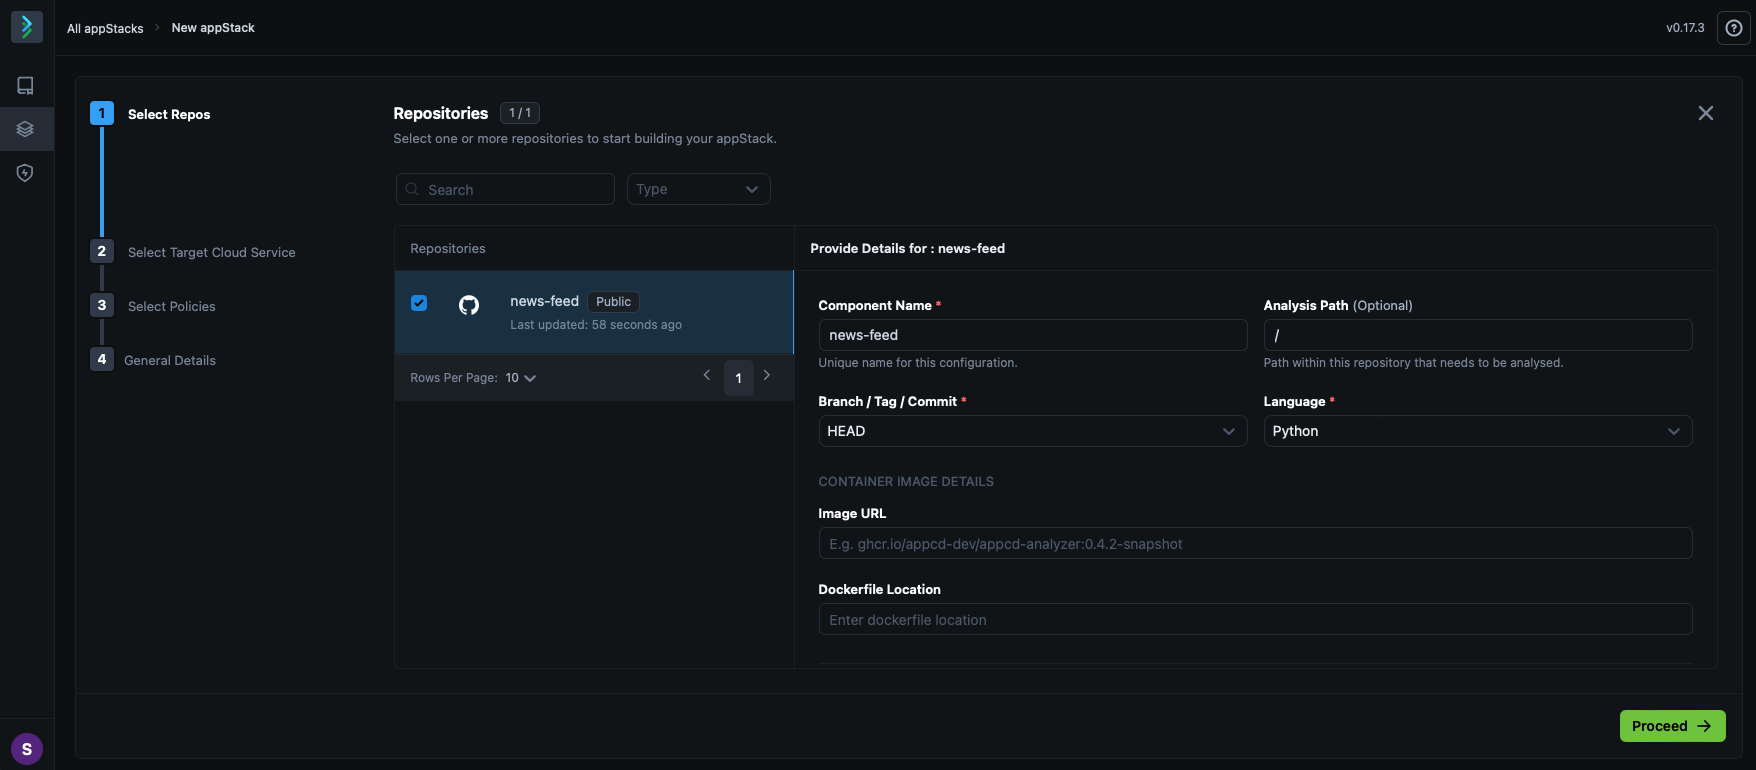 All appStacks
New appStack
v0.17.3
1
Select Repos
2
Select Target Cloud Service
3
Select Policies
4
General Details
Repositories
1 / 1
Select one or more repositories to start building your appStack.
Search
Type
Repositories
news-feed
Public
Last updated: 58 seconds ago
Rows Per Page: 10
1
Provide Details for : news-feed
Component Name *
news-feed
Unique name for this configuration.
Analysis Path (Optional)
/
Path within this repository that needs to be analysed.
Branch / Tag / Commit *
HEAD
Language *
Python
CONTAINER IMAGE DETAILS
Image URL
E.g. ghcr.io/appcd-dev/appcd-analyzer:0.4.2-snapshot
Dockerfile Location
Enter dockerfile location
Proceed
S